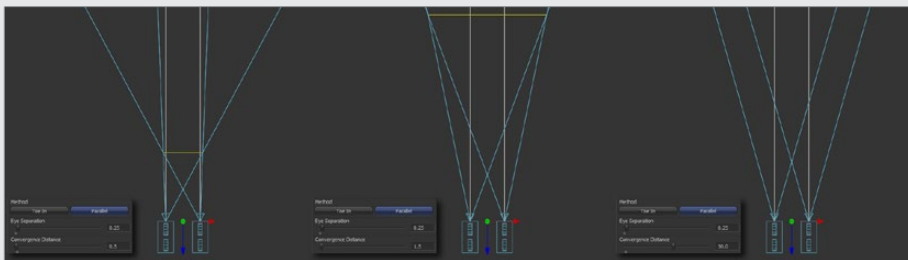 Method
Toe In Parallel
Eye Separation
0.25
Convergence Distance
0.5
Method
Toe In Parallel
Eye Separation
0.25
Convergence Distance
1.5
Method
Toe In Parallel
Eye Separation
0.25
Convergence Distance
50.0